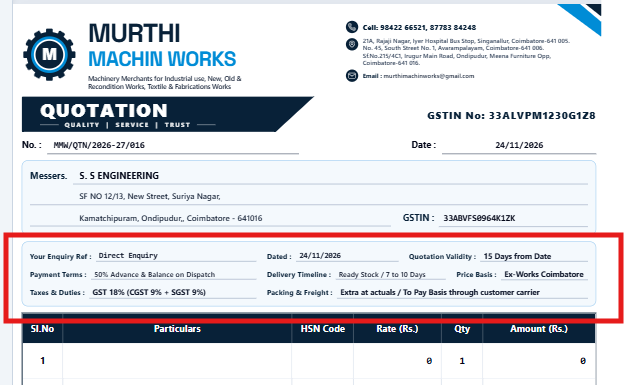 MURTHI
MACHIN WORKS
Machinery Merchants for Industrial use, New, Old &
Recondition Works, Textile & Fabrications Works
M
Cell: 98422 66521, 87783 84248
21A, Rajaji Nagar, Iyer Hospital Bus Stop, Singanallur, Coimbatore-641 005.
No. 45, South Street No. 1, Avarampalayam, Coimbatore-641 006.
Sf.No.215/4C1, Irugur Main Road, Ondipudur, Meena Furniture Opp,
Coimbatore-641 016.
Email : murthimachinworks@gmail.com
QUOTATION
QUALITY | SERVICE | TRUST
GSTIN No: 33ALVPM1230G1Z8
No. : MMW/QTN/2026-27/016
Date : 24/11/2026
Messers. S. S ENGINEERING
SF NO 12/13, New Street, Suriya Nagar,
Kamatchipuram, Ondipudur,, Coimbatore - 641016 GSTIN : 33ABVFS0964K1ZK
Your Enquiry Ref : Direct Enquiry Dated : 24/11/2026 Quotation Validity : 15 Days from Date
Payment Terms : 50% Advance & Balance on Dispatch Delivery Timeline : Ready Stock / 7 to 10 Days Price Basis : Ex-Works Coimbatore
Taxes & Duties : GST 18% (CGST 9% + SGST 9%) Packing & Freight : Extra at actuals / To Pay Basis through customer carrier
Sl.No Particulars HSN Code Rate (Rs.) Qty Amount (Rs.)
1 0 1 0